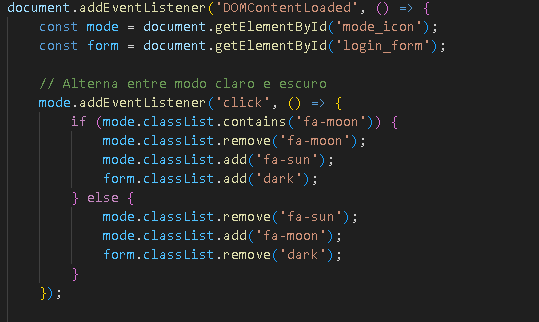 document.addEventListener('DOMContentLoaded', () => {
    const mode = document.getElementById('mode_icon');
    const form = document.getElementById('login_form');

    // Alterna entre modo claro e escuro
    mode.addEventListener('click', () => {
        if (mode.classList.contains('fa-moon')) {
            mode.classList.remove('fa-moon');
            mode.classList.add('fa-sun');
            form.classList.add('dark');
        } else {
            mode.classList.remove('fa-sun');
            mode.classList.add('fa-moon');
            form.classList.remove('dark');
        }
    });